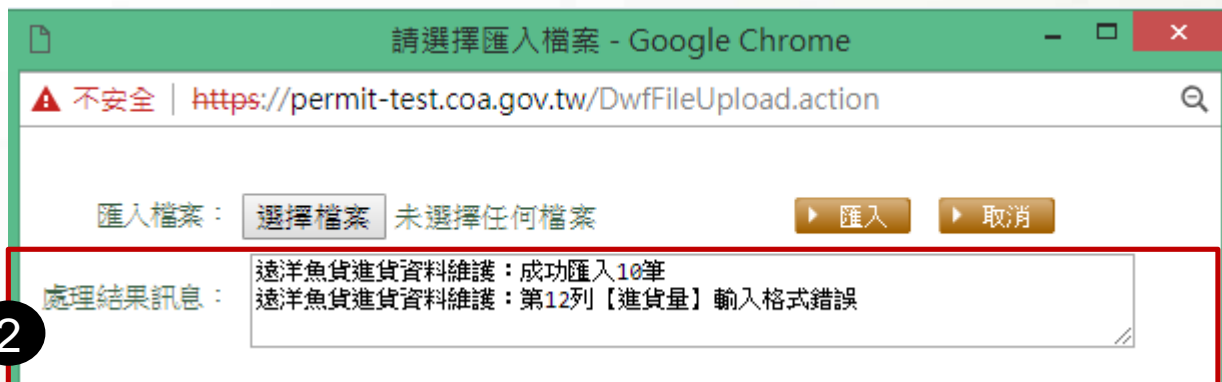 請選擇匯入檔案 - Google Chrome
不安全 | https://permit-test.coa.gov.tw/DwfFileUpload.action
匯入檔案： 選擇檔案 未選擇任何檔案 匯入 取消
遠洋魚貨進貨資料維護：成功匯入10筆
處理結果訊息： 遠洋魚貨進貨資料維護：第12列【進貨量】輸入格式錯誤
2